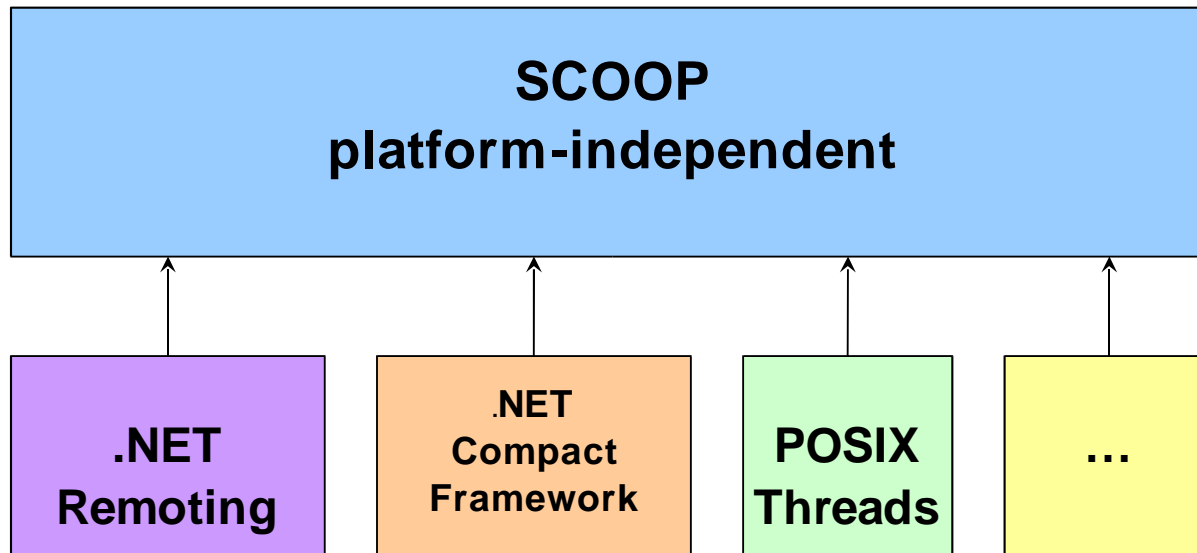 SCOOP
platform-independent
.NET
Remoting
.NET
Compact
Framework
POSIX
Threads
…